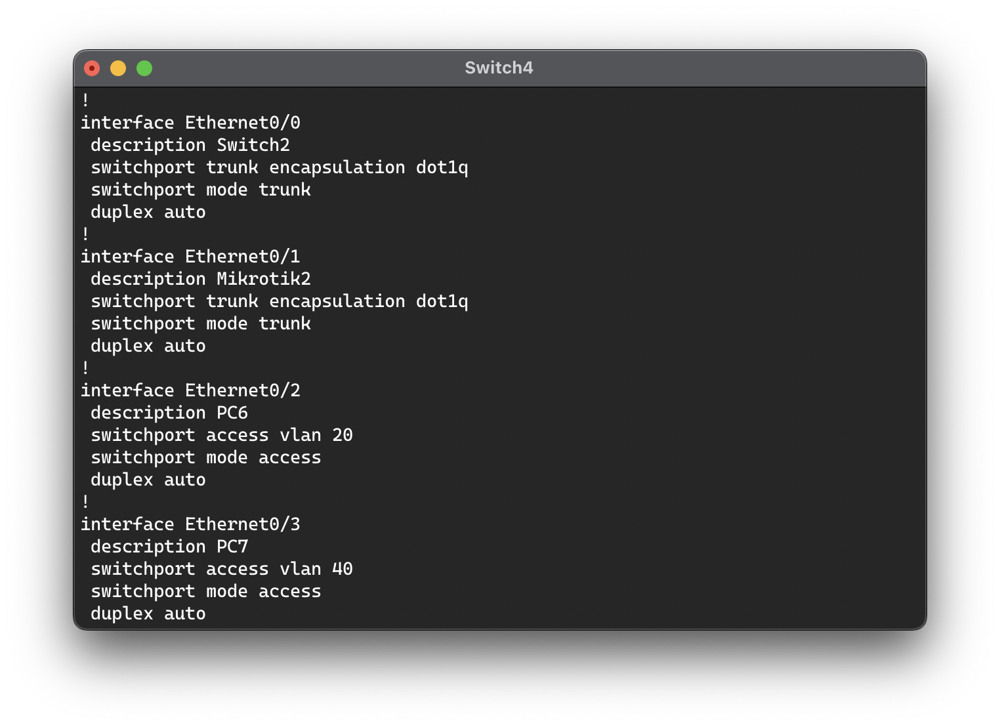 Switch4
!
interface Ethernet0/0
 description Switch2
 switchport trunk encapsulation dot1q
 switchport mode trunk
 duplex auto
!
interface Ethernet0/1
 description Mikrotik2
 switchport trunk encapsulation dot1q
 switchport mode trunk
 duplex auto
!
interface Ethernet0/2
 description PC6
 switchport access vlan 20
 switchport mode access
 duplex auto
!
interface Ethernet0/3
 description PC7
 switchport access vlan 40
 switchport mode access
 duplex auto